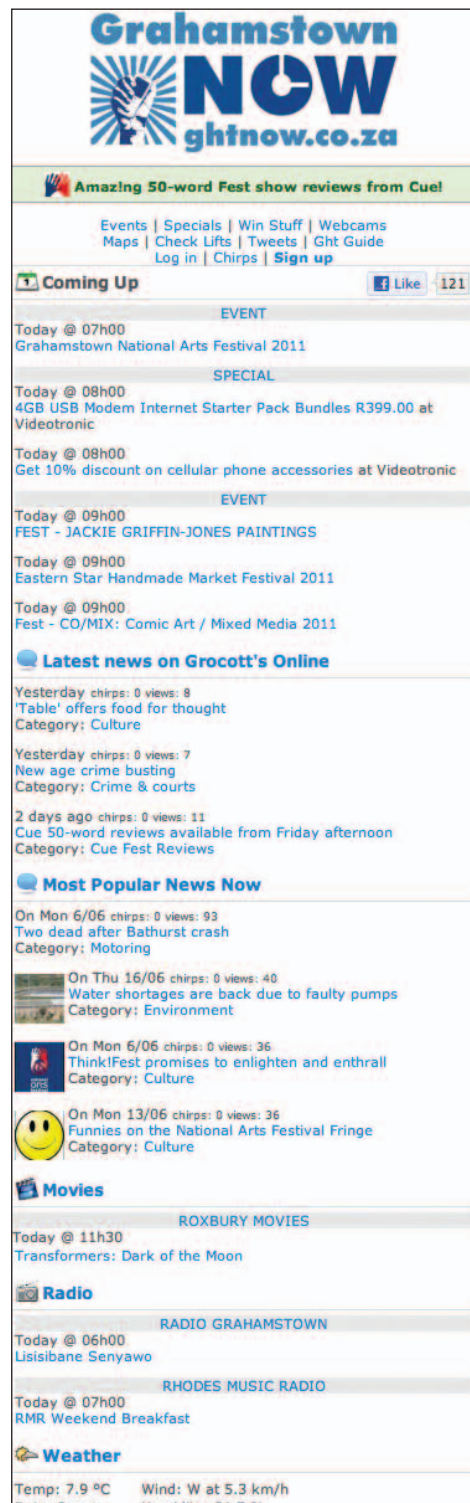 Grahamstown
NOW
ghtnow.co.za
Amaz!ng 50-word Fest show reviews from Cue!
Events | Specials | Win Stuff | Webcams
Maps | Check Lifts | Tweets | Ght Guide
Log in | Chirps | Sign up
1 Coming Up
Like 121
EVENT
Today @ 07h00
Grahamstown National Arts Festival 2011
SPECIAL
Today @ 08h00
4GB USB Modem Internet Starter Pack Bundles R399.00 at
Videotronic
Today @ 08h00
Get 10% discount on cellular phone accessories at Videotronic
EVENT
Today @ 09h00
FEST - JACKIE GRIFFIN-JONES PAINTINGS
Today @ 09h00
Eastern Star Handmade Market Festival 2011
Today @ 09h00
Fest - CO/MIX: Comic Art / Mixed Media 2011
Latest news on Grocott's Online
Yesterday chirps: 0 views: 8
'Table' offers food for thought
Category: Culture
Yesterday chirps: 0 views: 7
New age crime busting
Category: Crime & courts
2 days ago chirps: 0 views: 11
Cue 50-word reviews available from Friday afternoon
Category: Cue Fest Reviews
Most Popular News Now
On Mon 6/06 chirps: 0 views: 93
Two dead after Bathurst crash
Category: Motoring
On Thu 16/06 chirps: 0 views: 40
Water shortages are back due to faulty pumps
Category: Environment
On Mon 6/06 chirps: 0 views: 36
Think!Fest promises to enlighten and enthrall
Category: Culture
On Mon 13/06 chirps: 0 views: 36
Funnies on the National Arts Festival Fringe
Category: Culture
Movies
ROXBURY MOVIES
Today @ 11h30
Transformers: Dark of the Moon
Radio
RADIO GRAHAMSTOWN
Today @ 06h00
Lisisibane Senyawo
RHODES MUSIC RADIO
Today @ 07h00
RMR Weekend Breakfast
Weather
Temp: 7.9 ºC Wind: W at 5.3 km/h